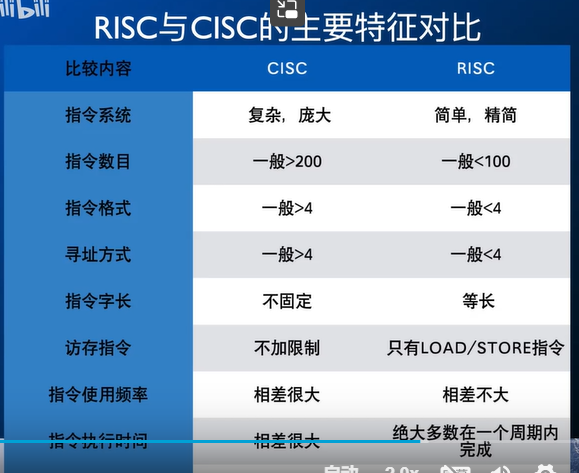 bilibili
RISC与CISC的主要特征对比
比较内容 CISC RISC
指令系统 复杂，庞大 简单，精简
指令数目 一般>200 一般<100
指令格式 一般>4 一般<4
寻址方式 一般>4 一般<4
指令字长 不固定 等长
访存指令 不加限制 只有LOAD/STORE指令
指令使用频率 相差很大 相差不大
指令执行时间 相差很大 绝大多数在一个周期内
完成
自动 2.0x